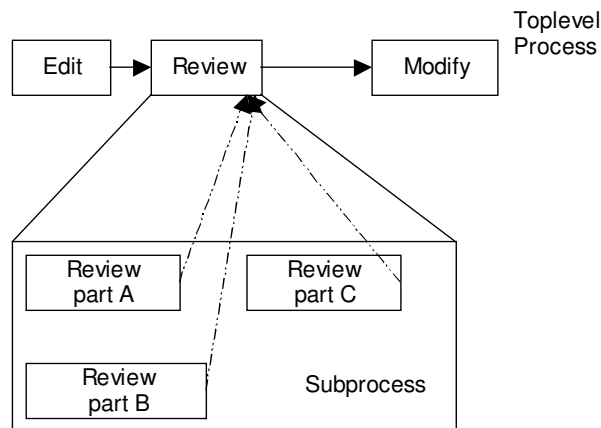 Toplevel
Process
Edit
Review
Modify
Review
part A
Review
part C
Review
part B
Subprocess